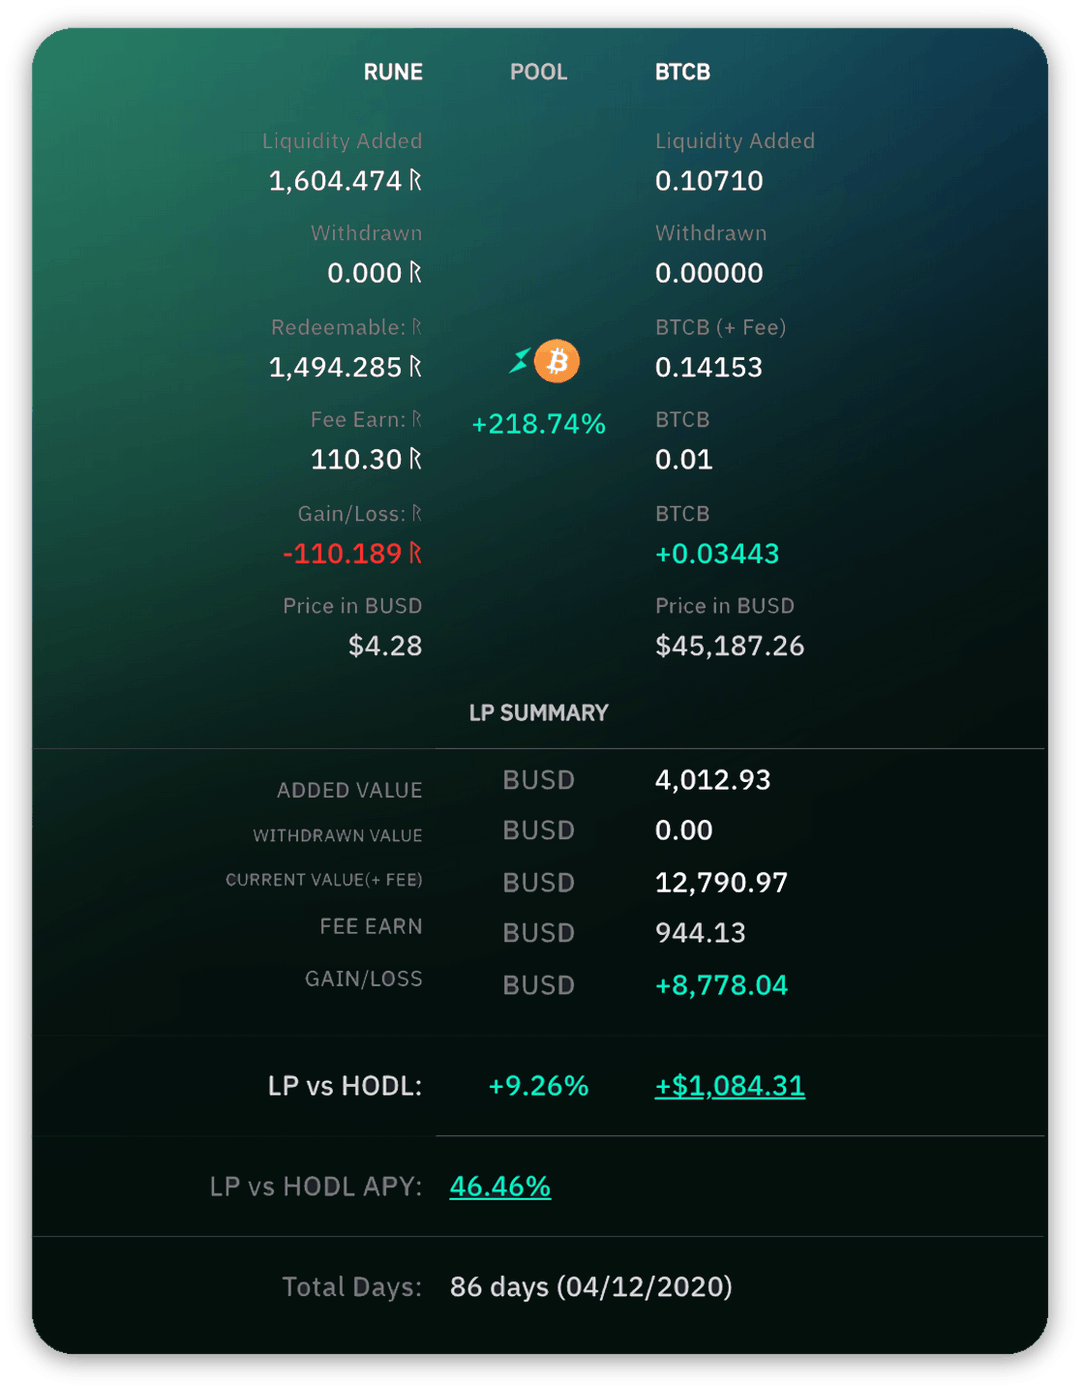 RUNE POOL BTCB
Liquidity Added Liquidity Added
1,604.474 ᚱ 0.10710
Withdrawn Withdrawn
0.000 ᚱ 0.00000
Redeemable: ᚱ BTCB (+ Fee)
1,494.285 ᚱ 0.14153
Fee Earn: ᚱ +218.74% BTCB
110.30 ᚱ 0.01
Gain/Loss: ᚱ BTCB
-110.189 ᚱ +0.03443
Price in BUSD Price in BUSD
$4.28 $45,187.26
LP SUMMARY
ADDED VALUE BUSD 4,012.93
WITHDRAWN VALUE BUSD 0.00
CURRENT VALUE(+ FEE) BUSD 12,790.97
FEE EARN BUSD 944.13
GAIN/LOSS BUSD +8,778.04
LP vs HODL: +9.26% +$1,084.31
LP vs HODL APY: 46.46%
Total Days: 86 days (04/12/2020)